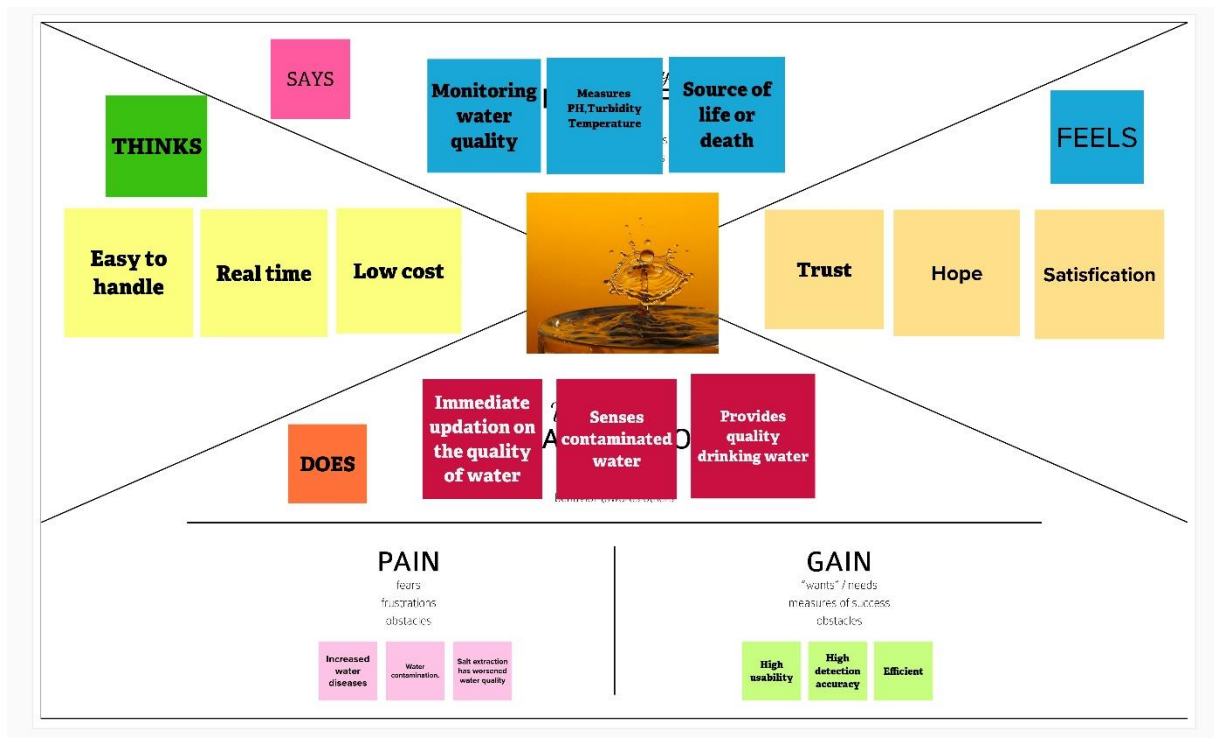 SAYS
Monitoring
water
quality
Measures
PH,Turbidity
Temperature
Source of
life or
death
THINKS
Easy to
handle
Real time
Low cost
FEELS
Trust
Hope
Satisfication
DOES
Immediate
updation on
the quality
of water
Senses
contaminated
water
Provides
quality
drinking water
PAIN
fears
frustrations
obstacles
Increased
water
diseases
Water
contamination.
Salt extraction
has worsened
water quality
GAIN
"wants" / needs
measures of success
obstacles
High
usability
High
detection
accuracy
Efficient